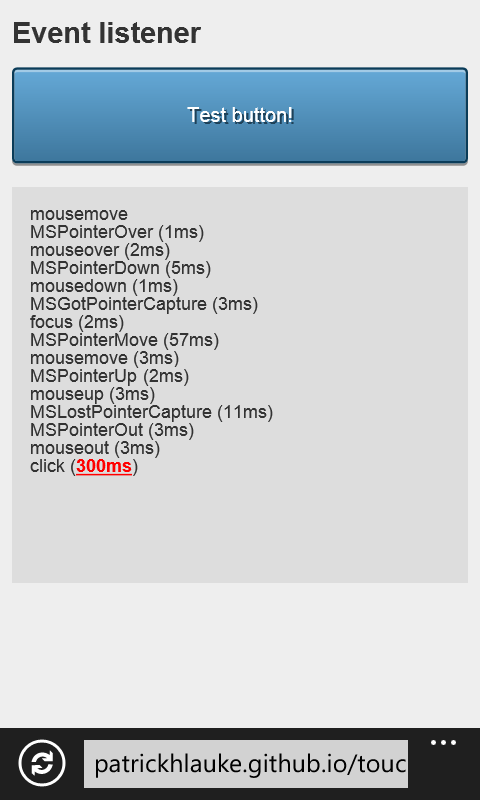 Event listener
Test button!
mousemove
MSPointerOver (1ms)
mouseover (2ms)
MSPointerDown (5ms)
mousedown (1ms)
MSGotPointerCapture (3ms)
focus (2ms)
MSPointerMove (57ms)
mousemove (3ms)
MSPointerUp (2ms)
mouseup (3ms)
MSLostPointerCapture (11ms)
MSPointerOut (3ms)
mouseout (3ms)
click (300ms)
patrickhlauke.github.io/touc